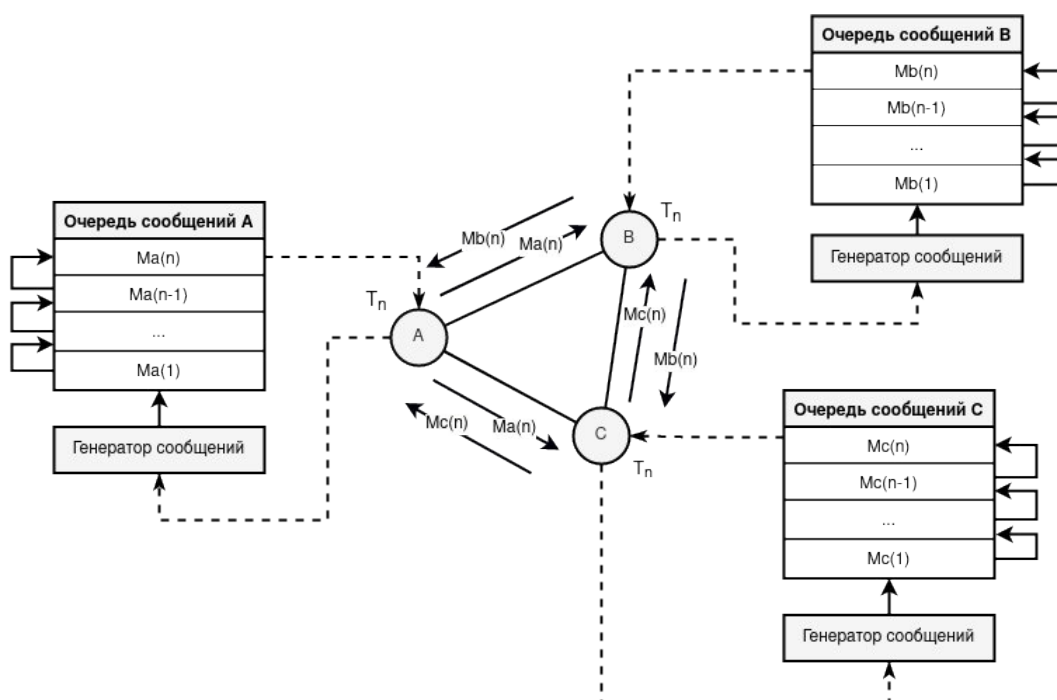 Очередь сообщений B
Mb(n)
Mb(n-1)
...
Mb(1)
Генератор сообщений
Очередь сообщений A
Ma(n)
Ma(n-1)
...
Ma(1)
Генератор сообщений
Mb(n)
Ma(n)
B
Tn
Tn
A
Mc(n)
Mb(n)
Mc(n)
Ma(n)
C
Tn
Очередь сообщений C
Mc(n)
Mc(n-1)
...
Mc(1)
Генератор сообщений